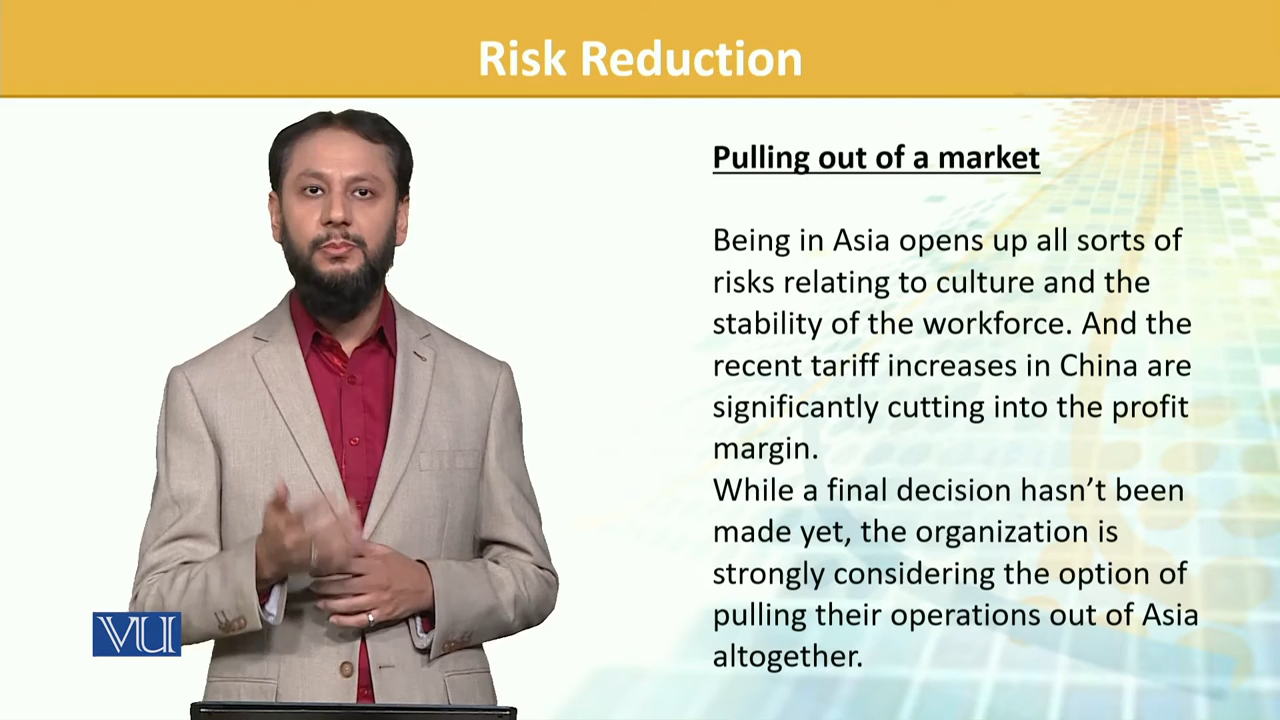 Risk Reduction
Pulling out of a market
Being in Asia opens up all sorts of
risks relating to culture and the
stability of the workforce. And the
recent tariff increases in China are
significantly cutting into the profit
margin.
While a final decision hasn’t been
made yet, the organization is
strongly considering the option of
pulling their operations out of Asia
altogether.
VU